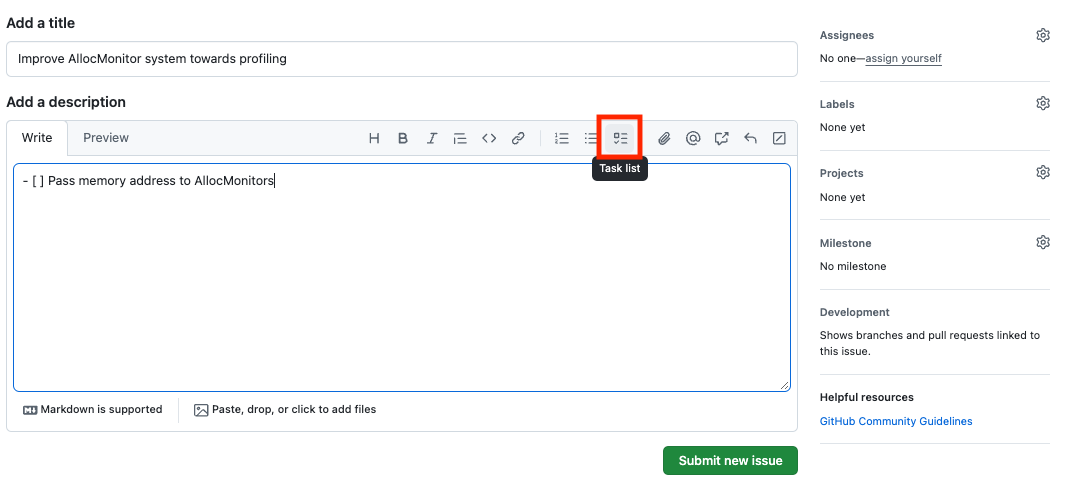 Add a title
Improve AllocMonitor system towards profiling
Add a description
Write
Preview
Task list
- [ ] Pass memory address to AllocMonitors
Markdown is supported
Paste, drop, or click to add files
Submit new issue
Assignees
No one—assign yourself
Labels
None yet
Projects
None yet
Milestone
No milestone
Development
Shows branches and pull requests linked to
this issue.
Helpful resources
GitHub Community Guidelines